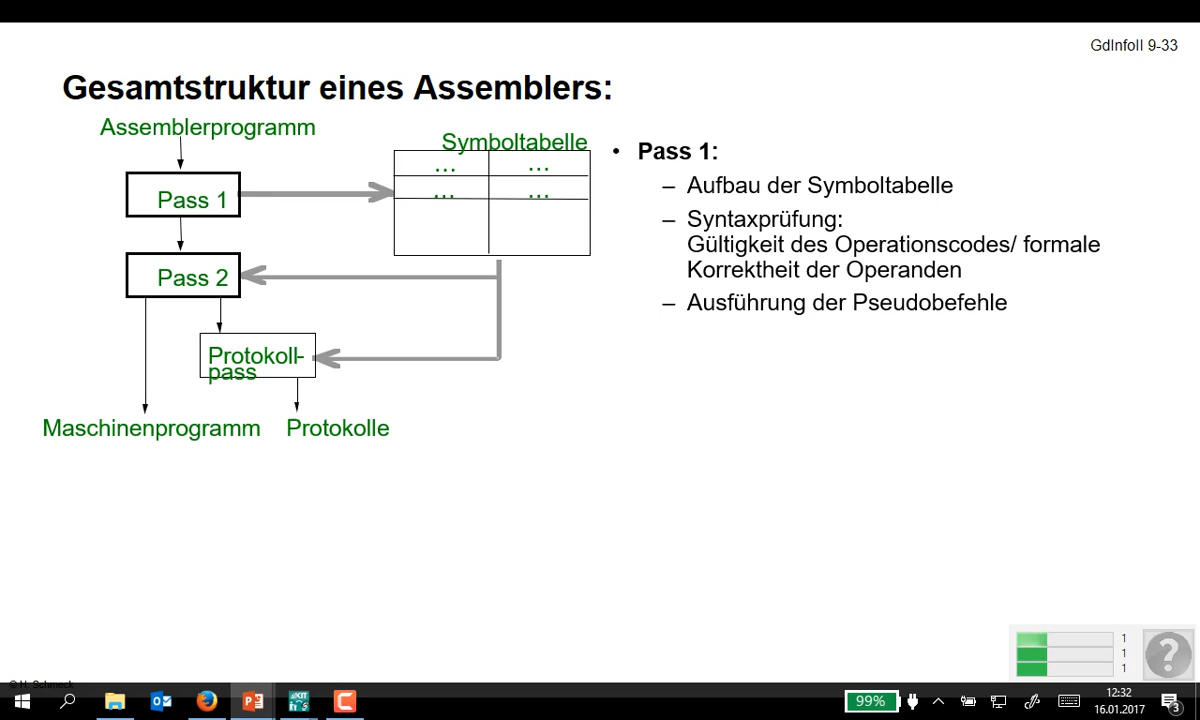 GdInfoII 9-33
Gesamtstruktur eines Assemblers:
Assemblerprogramm
Symboltabelle
... ...
Pass 1
... ...
Pass 2
Protokoll-
pass
Maschinenprogramm Protokolle
• Pass 1:
– Aufbau der Symboltabelle
– Syntaxprüfung:
Gültigkeit des Operationscodes/ formale
Korrektheit der Operanden
– Ausführung der Pseudobefehle
1
1
1
?
© H. Schmeck
99%
12:32
16.01.2017
3